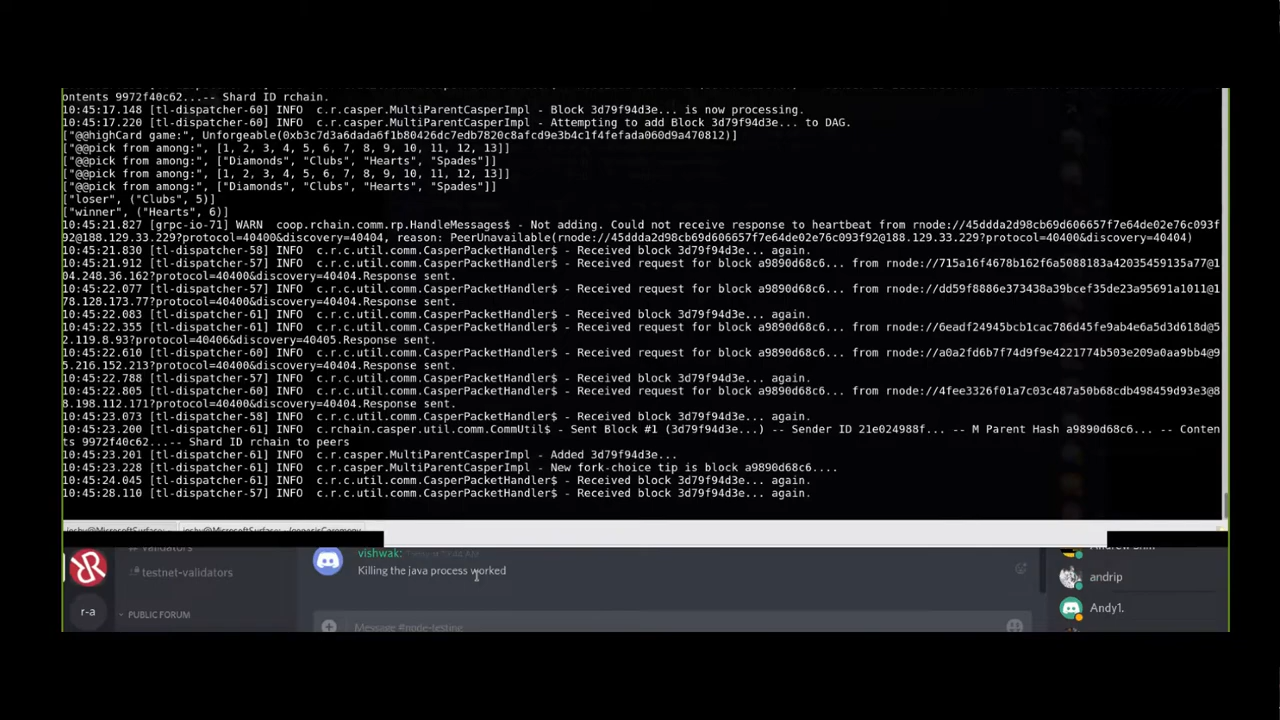 ontents 9972f40c62...-- Shard ID rchain.
10:45:17.148 [tl-dispatcher-60] INFO  c.r.casper.MultiParentCasperImpl - Block 3d79f94d3e... is now processing.
10:45:17.220 [tl-dispatcher-60] INFO  c.r.casper.MultiParentCasperImpl - Attempting to add Block 3d79f94d3e... to DAG.
["@@highCard game:", Unforgeable(0xb3c7d3a6dada6f1b80426dc7edb7820c8afcd9e3b4c1f4fefada060d9a470812)]
["@@pick from among:", [1, 2, 3, 4, 5, 6, 7, 8, 9, 10, 11, 12, 13]]
["@@pick from among:", ["Diamonds", "Clubs", "Hearts", "Spades"]]
["@@pick from among:", [1, 2, 3, 4, 5, 6, 7, 8, 9, 10, 11, 12, 13]]
["@@pick from among:", ["Diamonds", "Clubs", "Hearts", "Spades"]]
["loser", ("Clubs", 5)]
["winner", ("Hearts", 6)]
10:45:21.827 [grpc-io-71] WARN  coop.rchain.comm.rp.HandleMessages$ - Not adding. Could not receive response to heartbeat from rnode://45ddda2d98cb69d606657f7e64de02e76c093f
92@188.129.33.229?protocol=40400&discovery=40404, reason: PeerUnavailable(rnode://45ddda2d98cb69d606657f7e64de02e76c093f92@188.129.33.229?protocol=40400&discovery=40404)
10:45:21.830 [tl-dispatcher-58] INFO  c.r.c.util.comm.CasperPacketHandler$ - Received block 3d79f94d3e... again.
10:45:21.912 [tl-dispatcher-57] INFO  c.r.c.util.comm.CasperPacketHandler$ - Received request for block a9890d68c6... from rnode://715a16f4678b162f6a5088183a42035459135a77@1
04.248.36.162?protocol=40400&discovery=40404.Response sent.
10:45:22.036 [tl-dispatcher-57] INFO  c.r.c.util.comm.CasperPacketHandler$ - Received request for block a9890d68c6... from rnode://dd59f8886e373438a39bcef35de23a95691a1011@1
78.128.173.77?protocol=40400&discovery=40404.Response sent.
10:45:22.083 [tl-dispatcher-61] INFO  c.r.c.util.comm.CasperPacketHandler$ - Received block 3d79f94d3e... again.
10:45:22.355 [tl-dispatcher-61] INFO  c.r.c.util.comm.CasperPacketHandler$ - Received request for block a9890d68c6... from rnode://6eadf24945bcb1cac786d45fe9ab4e6a5d3d618d@5
2.119.8.93?protocol=40406&discovery=40405.Response sent.
10:45:22.610 [tl-dispatcher-60] INFO  c.r.c.util.comm.CasperPacketHandler$ - Received request for block a9890d68c6... from rnode://a0a2fd6b7f74d9f9e4221774b503e209a0aa9bb4@9
5.216.152.213?protocol=40400&discovery=40404.Response sent.
10:45:22.788 [tl-dispatcher-57] INFO  c.r.c.util.comm.CasperPacketHandler$ - Received block 3d79f94d3e... again.
10:45:22.805 [tl-dispatcher-60] INFO  c.r.c.util.comm.CasperPacketHandler$ - Received request for block a9890d68c6... from rnode://4fee3326f01a7c03c487a50b68cdb498459d93e3@8
8.198.112.171?protocol=40400&discovery=40404.Response sent.
10:45:23.073 [tl-dispatcher-58] INFO  c.r.c.util.comm.CasperPacketHandler$ - Received block 3d79f94d3e... again.
10:45:23.200 [tl-dispatcher-61] INFO  c.rchain.casper.util.comm.CommUtil$ - Sent Block #1 (3d79f94d3e...) -- Sender ID 21e024988f... -- M Parent Hash a9890d68c6... -- Conten
ts 9972f40c62...-- Shard ID rchain to peers
10:45:23.201 [tl-dispatcher-61] INFO  c.r.casper.MultiParentCasperImpl - Added 3d79f94d3e...
10:45:23.228 [tl-dispatcher-61] INFO  c.r.casper.MultiParentCasperImpl - New fork-choice tip is block a9890d68c6....
10:45:24.045 [tl-dispatcher-61] INFO  c.r.c.util.comm.CasperPacketHandler$ - Received block 3d79f94d3e... again.
10:45:28.110 [tl-dispatcher-57] INFO  c.r.c.util.comm.CasperPacketHandler$ - Received block 3d79f94d3e... again.
validators
testnet-validators
r-a
PUBLIC FORUM
vishwak:
Killing the java process worked
Message #node-testing
andrip
Andy1.